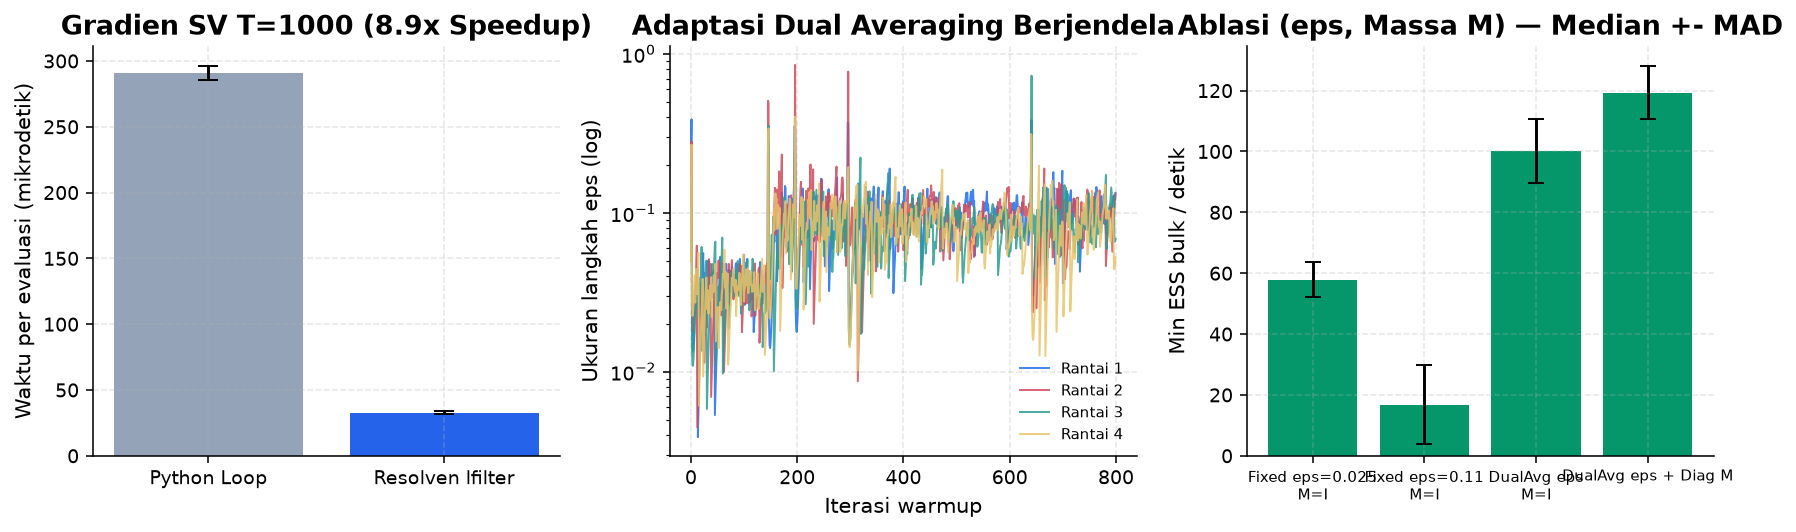 Gradien SV T=1000 (8.9x Speedup)
Waktu per evaluasi (mikrodetik)
300
250
200
150
100
50
0
Python Loop
Resolven lfilter
Adaptasi Dual Averaging Berjendela
Ukuran langkah eps (log)
10⁰
10⁻¹
10⁻²
0
200
400
600
800
Iterasi warmup
Rantai 1
Rantai 2
Rantai 3
Rantai 4
Ablasi (eps, Massa M) — Median +- MAD
Min ESS bulk / detik
120
100
80
60
40
20
0
Fixed eps=0.025
M=I
Fixed eps=0.11
M=I
DualAvg eps
M=I
DualAvg eps + Diag M